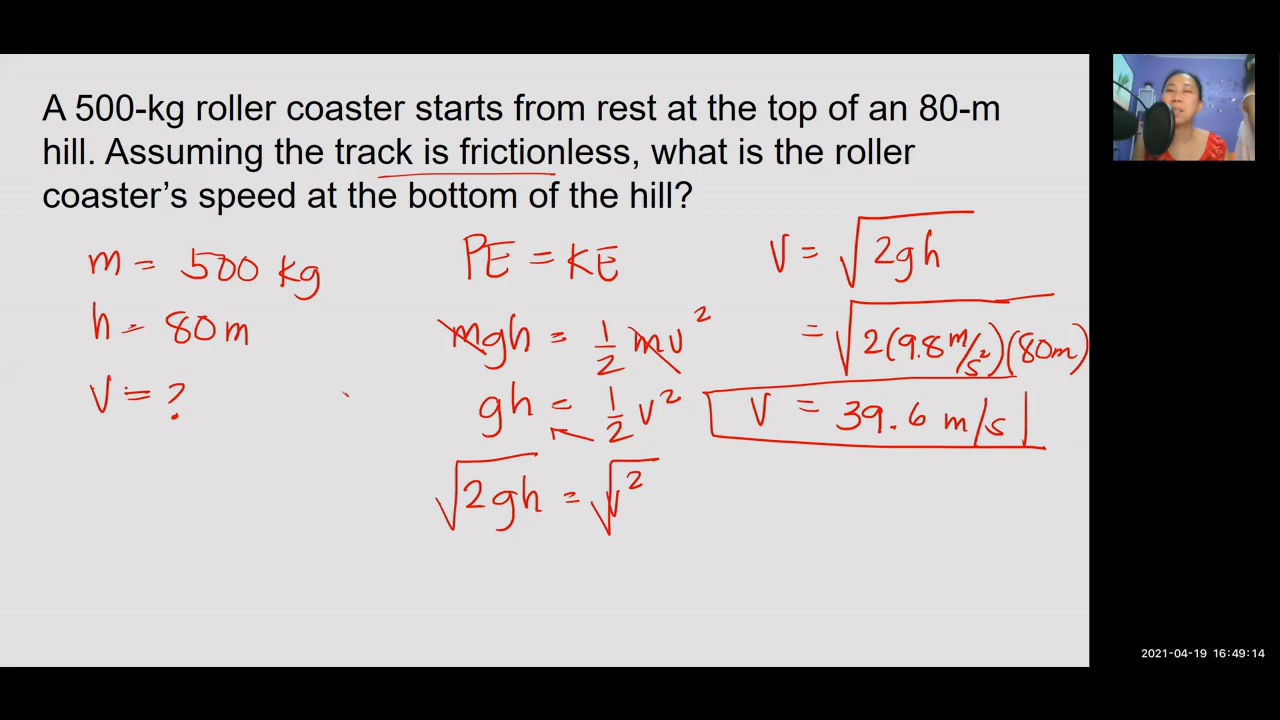 A 500-kg roller coaster starts from rest at the top of an 80-m
hill. Assuming the track is frictionless, what is the roller
coaster's speed at the bottom of the hill?
m = 500 kg
h = 80 m
v = ?
PE = KE
mgh = 1/2 mv²
gh = 1/2 v²
√2gh = √v²
v = √2gh
= √2(9.8 m/s²)(80m)
v = 39.6 m/s
2021-04-19 16:49:14